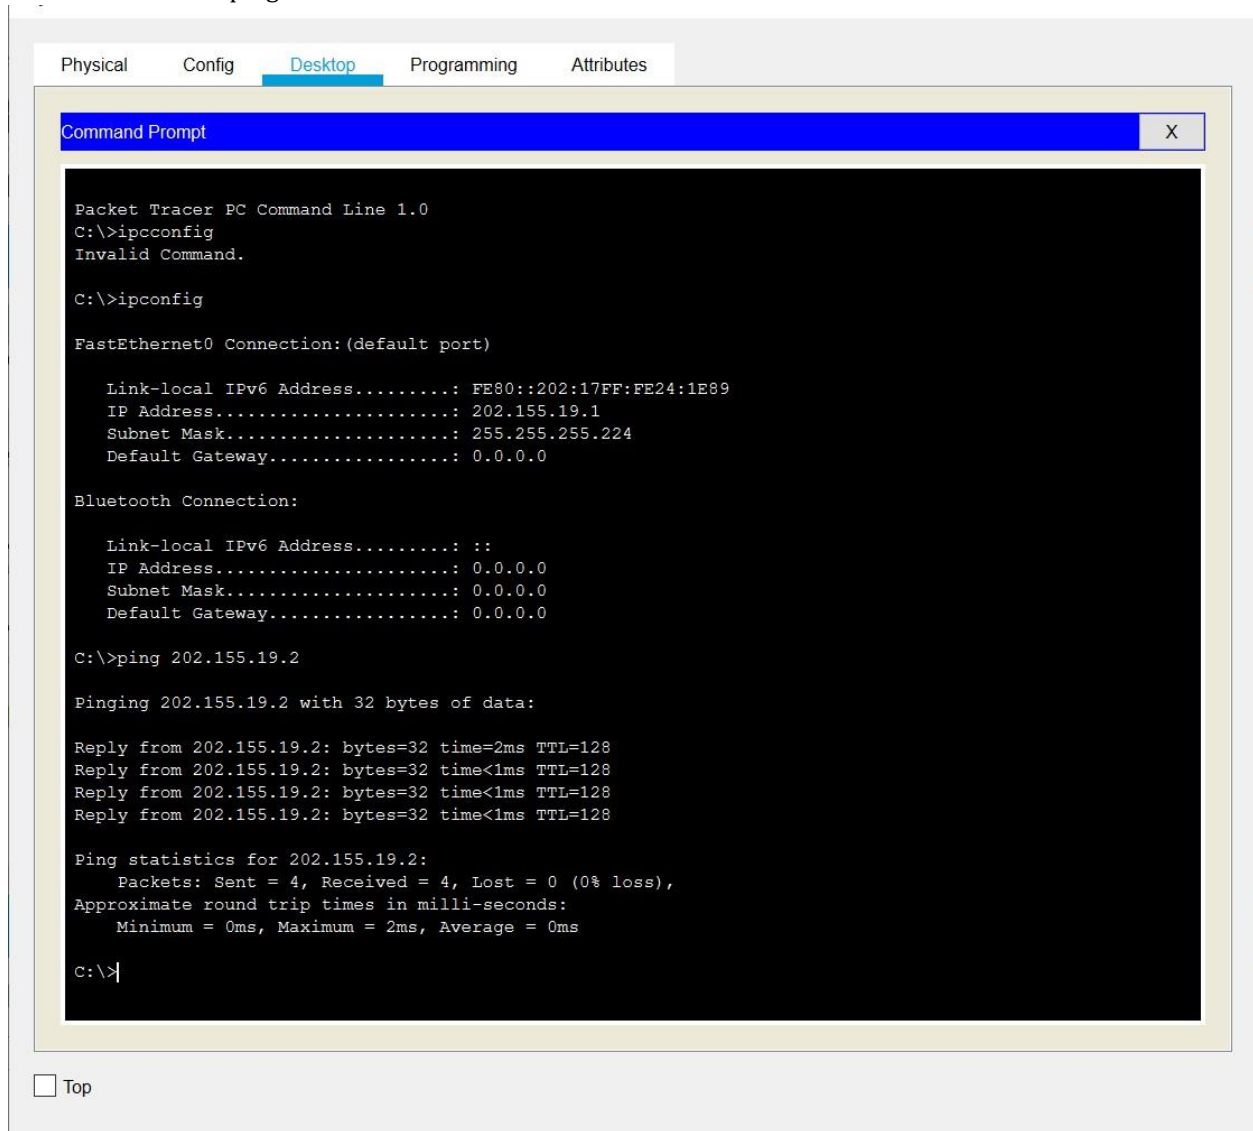 Physical Config Desktop Programming Attributes
Command Prompt X
Packet Tracer PC Command Line 1.0
C:\>ipcconfig
Invalid Command.
C:\>ipconfig
FastEthernet0 Connection:(default port)
Link-local IPv6 Address.........: FE80::202:17FF:FE24:1E89
IP Address......................: 202.155.19.1
Subnet Mask.....................: 255.255.255.224
Default Gateway.................: 0.0.0.0
Bluetooth Connection:
Link-local IPv6 Address.........: ::
IP Address......................: 0.0.0.0
Subnet Mask.....................: 0.0.0.0
Default Gateway.................: 0.0.0.0
C:\>ping 202.155.19.2
Pinging 202.155.19.2 with 32 bytes of data:
Reply from 202.155.19.2: bytes=32 time=2ms TTL=128
Reply from 202.155.19.2: bytes=32 time<1ms TTL=128
Reply from 202.155.19.2: bytes=32 time<1ms TTL=128
Reply from 202.155.19.2: bytes=32 time<1ms TTL=128
Ping statistics for 202.155.19.2:
Packets: Sent = 4, Received = 4, Lost = 0 (0% loss),
Approximate round trip times in milli-seconds:
Minimum = 0ms, Maximum = 2ms, Average = 0ms
C:\>
Top